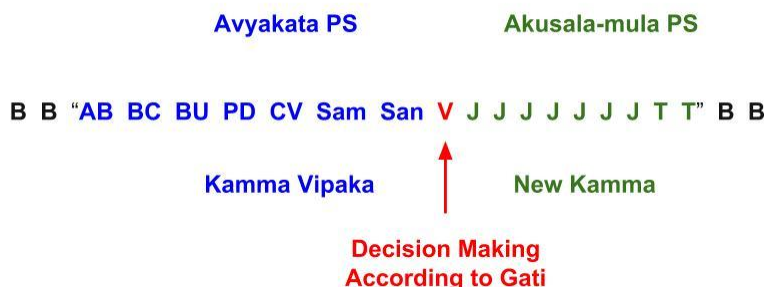 Avyakata PS Akusala-mula PS
B B “AB BC BU PD CV Sam San V J J J J J J J T T” B B
Kamma Vipaka New Kamma
Decision Making
According to Gati